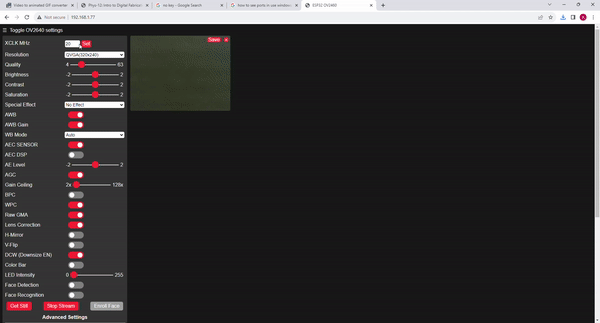 Video to animated GIF converter
Phys-12: Intro to Digital Fabricat
vio key - Google Search
how to see ports in use window
ESP32 OV2460
Not secure 192.168.1.77
Toggle OV2640 settings
Save
XCLK MHz 20 Set
Resolution QVGA(320x240)
Quality 4 63
Brightness -2 2
Contrast -2 2
Saturation -2 2
Special Effect No Effect
AWB
AWB Gain
WB Mode Auto
AEC SENSOR
AEC DSP
AE Level -2 2
AGC
Gain Ceiling 2x 128x
BPC
WPC
Raw GMA
Lens Correction
H-Mirror
V-Flip
DCW (Downsize EN)
Color Bar
LED Intensity 0 255
Face Detection
Face Recognition
Get Still Stop Stream Enroll Face
Advanced Settings